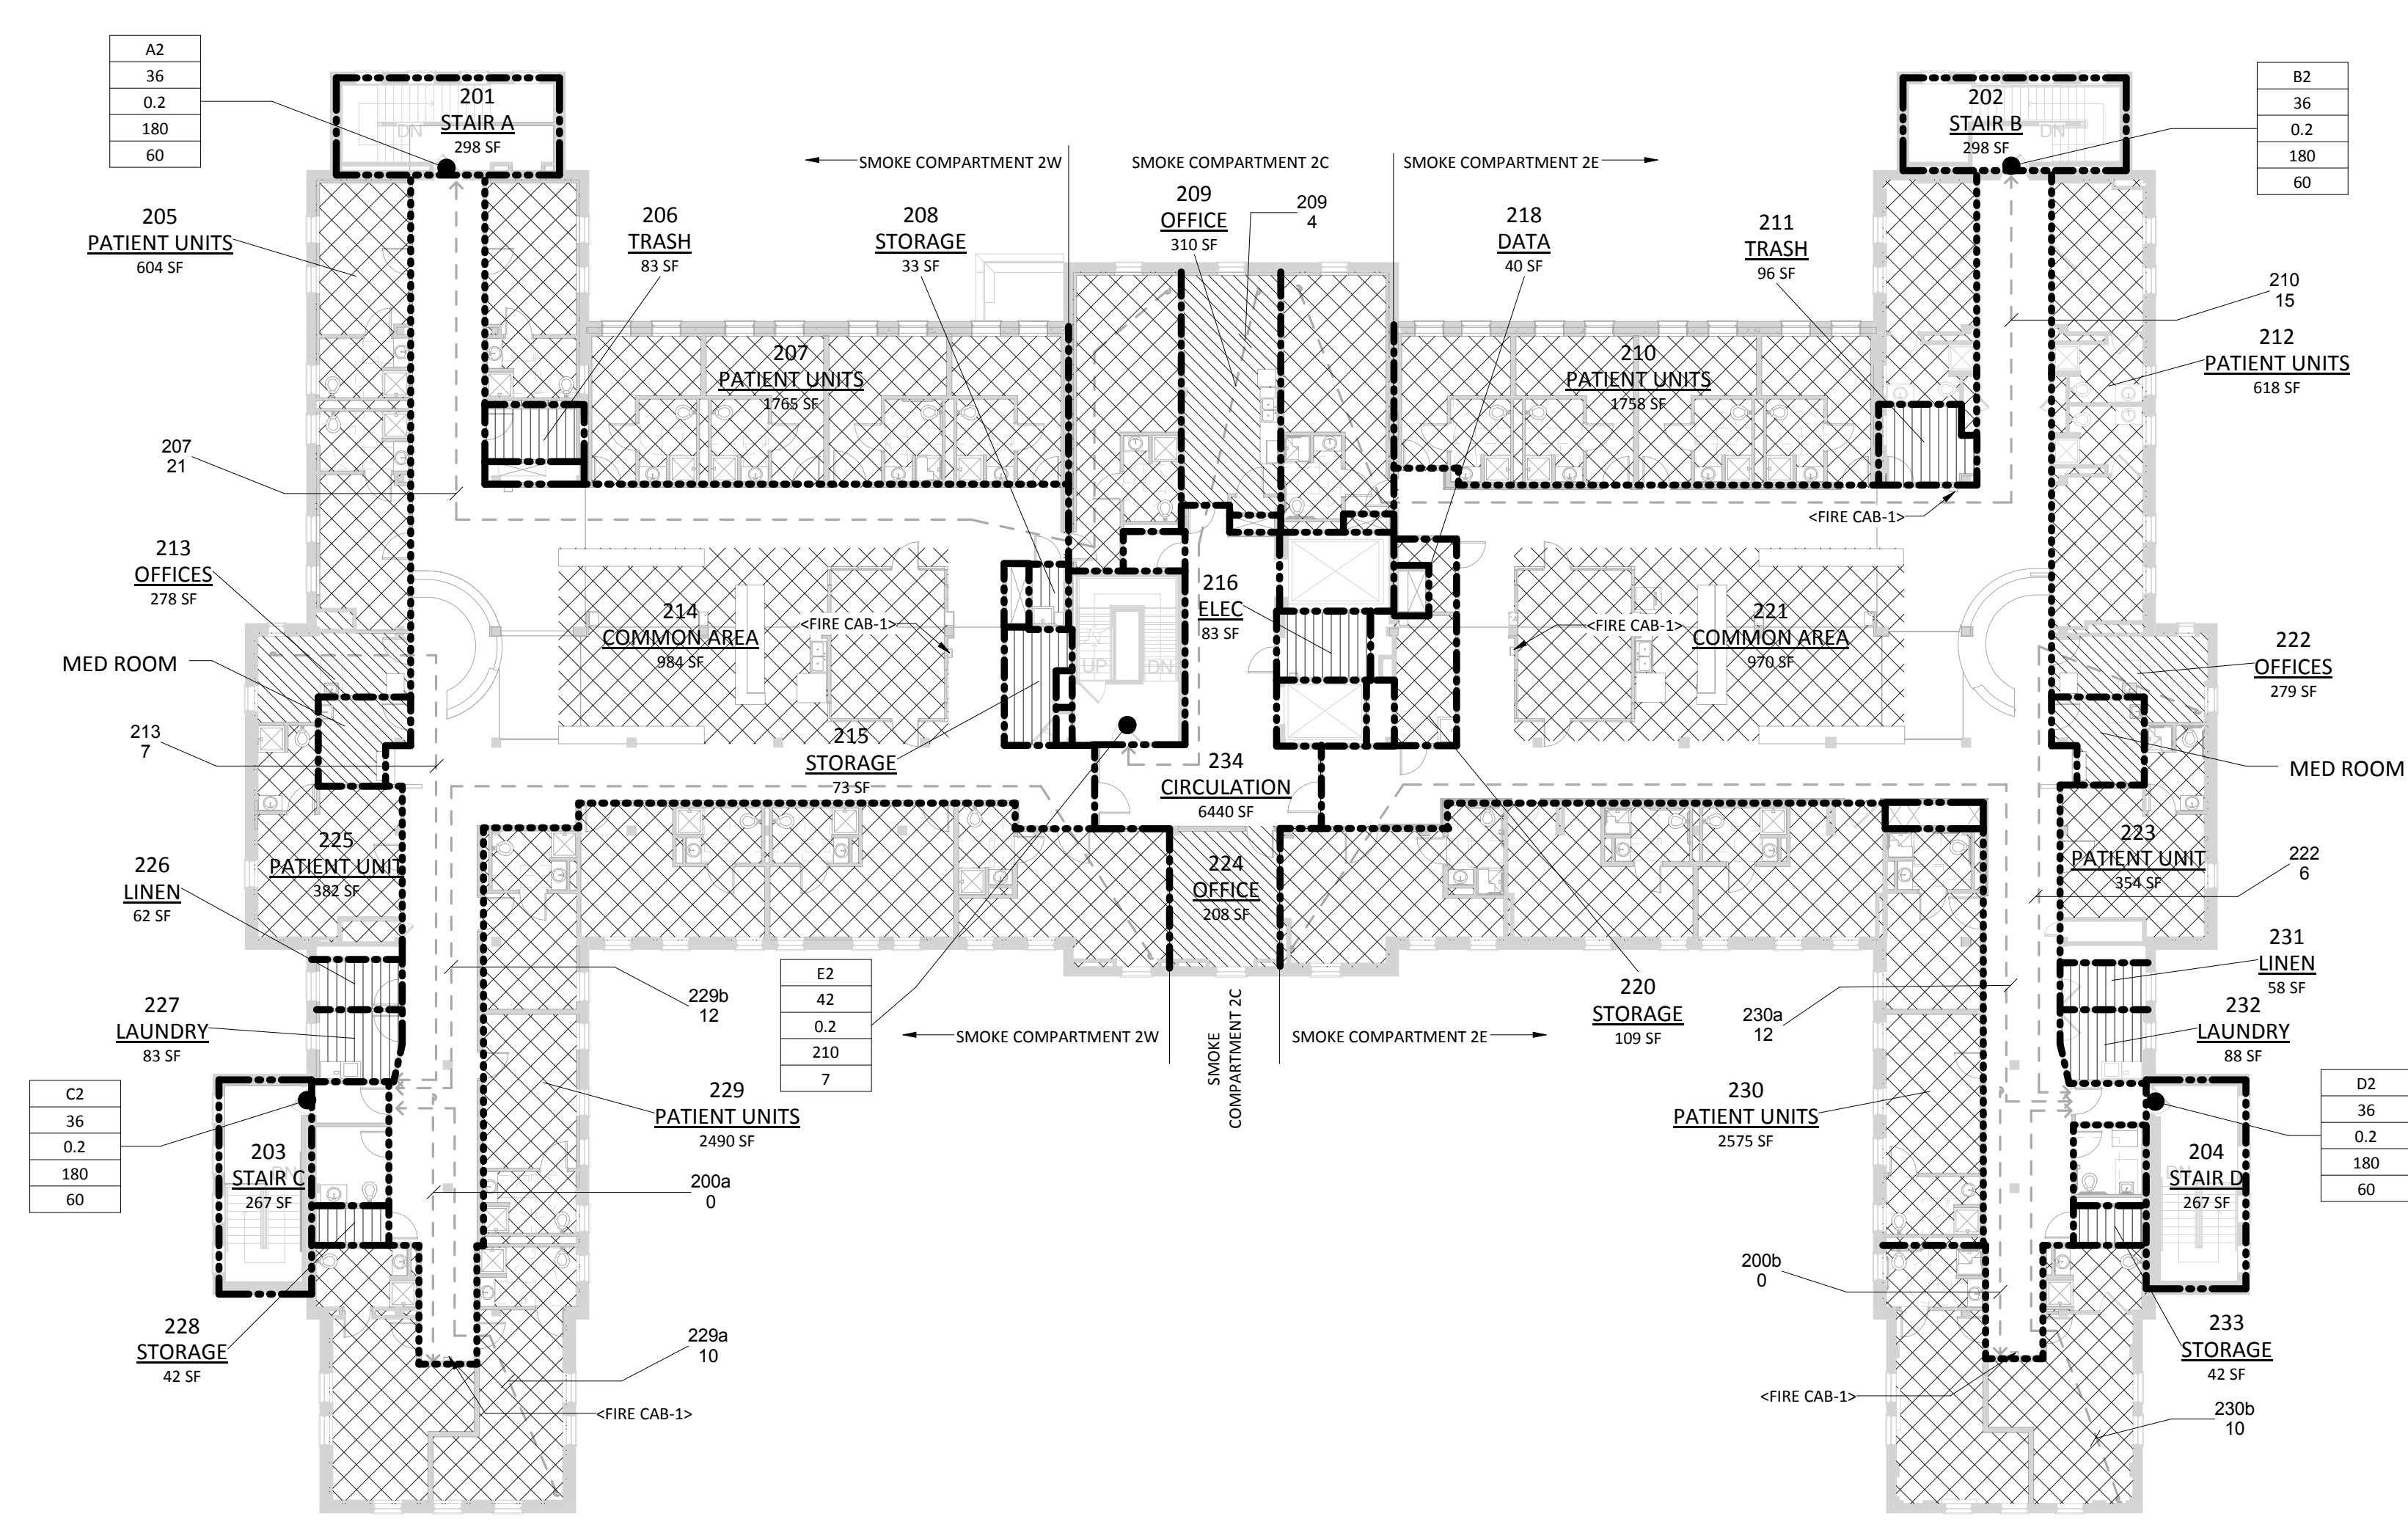 A2
36
0.2
180
60
201
STAIR A
298 SF
DN
SMOKE COMPARTMENT 2W
SMOKE COMPARTMENT 2C
SMOKE COMPARTMENT 2E
202
STAIR B
298 SF
DN
B2
36
0.2
180
60
205
PATIENT UNITS
604 SF
206
TRASH
83 SF
208
STORAGE
33 SF
209
OFFICE
310 SF
209
4
218
DATA
40 SF
211
TRASH
96 SF
210
15
212
PATIENT UNITS
618 SF
207
PATIENT UNITS
1765 SF
210
PATIENT UNITS
1758 SF
207
21
<FIRE CAB-1>
213
OFFICES
278 SF
214
COMMON AREA
984 SF
<FIRE CAB-1>
216
ELEC
83 SF
<FIRE CAB-1>
221
COMMON AREA
970 SF
222
OFFICES
279 SF
MED ROOM
UP
DN
213
7
215
STORAGE
73 SF
234
CIRCULATION
6440 SF
MED ROOM
225
PATIENT UNIT
382 SF
224
OFFICE
208 SF
223
PATIENT UNIT
354 SF
222
6
226
LINEN
62 SF
227
LAUNDRY
83 SF
229b
12
E2
42
0.2
210
7
SMOKE COMPARTMENT 2W
SMOKE
COMPARTMENT 2C
SMOKE COMPARTMENT 2E
220
STORAGE
109 SF
230a
12
231
LINEN
58 SF
232
LAUNDRY
88 SF
C2
36
0.2
180
60
229
PATIENT UNITS
2490 SF
230
PATIENT UNITS
2575 SF
D2
36
0.2
180
60
203
STAIR C
267 SF
DN
200a
0
204
STAIR D
267 SF
DN
200b
0
228
STORAGE
42 SF
229a
10
<FIRE CAB-1>
<FIRE CAB-1>
233
STORAGE
42 SF
230b
10